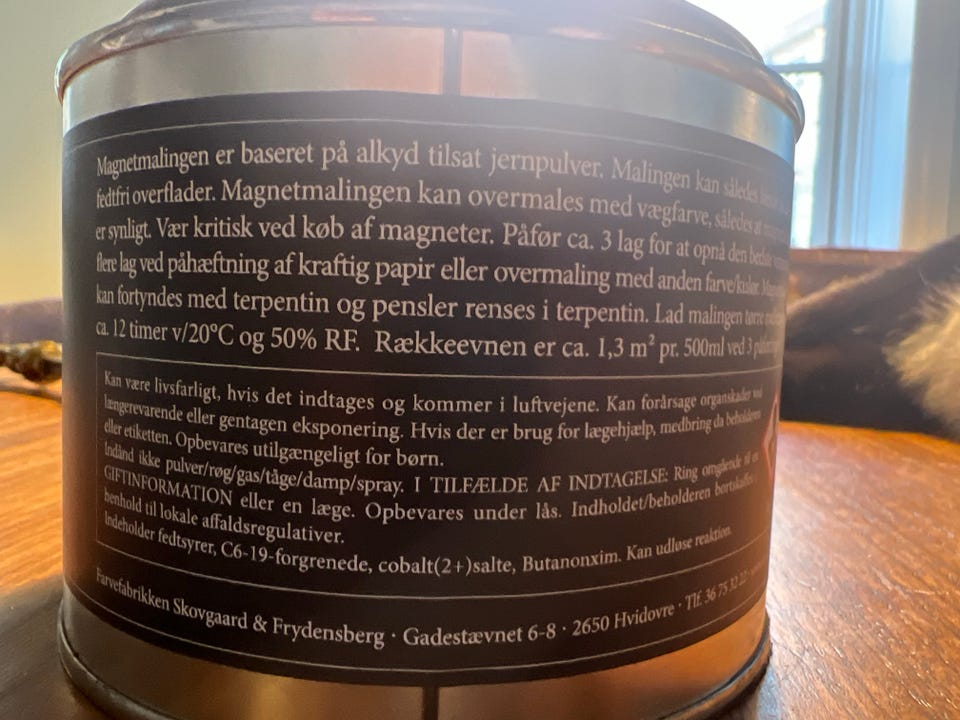 Magnetmalingen er baseret på alkyd tilsat jernpulver. Malingen kan således
fedtfri overflader. Magnetmalingen kan overmales med vægfarve, således at
er synligt. Vær kritisk ved køb af magneter. Påfør ca. 3 lag for at opnå den bedste
flere lag ved påhæftning af kraftig papir eller overmaling med anden farve/kulør.
kan fortyndes med terpentin og pensler renses i terpentin. Lad malingen tørre
ca. 12 timer v/20°C og 50% RF. Rækkeevnen er ca. 1,3 m² pr. 500ml ved 3
Kan være livsfarligt, hvis det indtages og kommer i luftvejene. Kan forårsage organskader ved
længerevarende eller gentagen eksponering. Hvis der er brug for lægehjælp, medbring da beholderen
eller etiketten. Opbevares utilgængeligt for børn.
Indånd ikke pulver/røg/gas/tåge/damp/spray. I TILFÆLDE AF INDTAGELSE: Ring omgående til en
GIFTINFORMATION eller en læge. Opbevares under lås. Indholdet/beholderen bortskaffes i
henhold til lokale affaldsregulativer.
Indeholder fedtsyrer, C6-19-forgrenede, cobalt(2+)salte, Butanonxim. Kan udløse reaktion.
Farvefabrikken Skovgaard & Frydensberg · Gadestævnet 6-8 · 2650 Hvidovre · Tlf. 36 75 32 22 ·